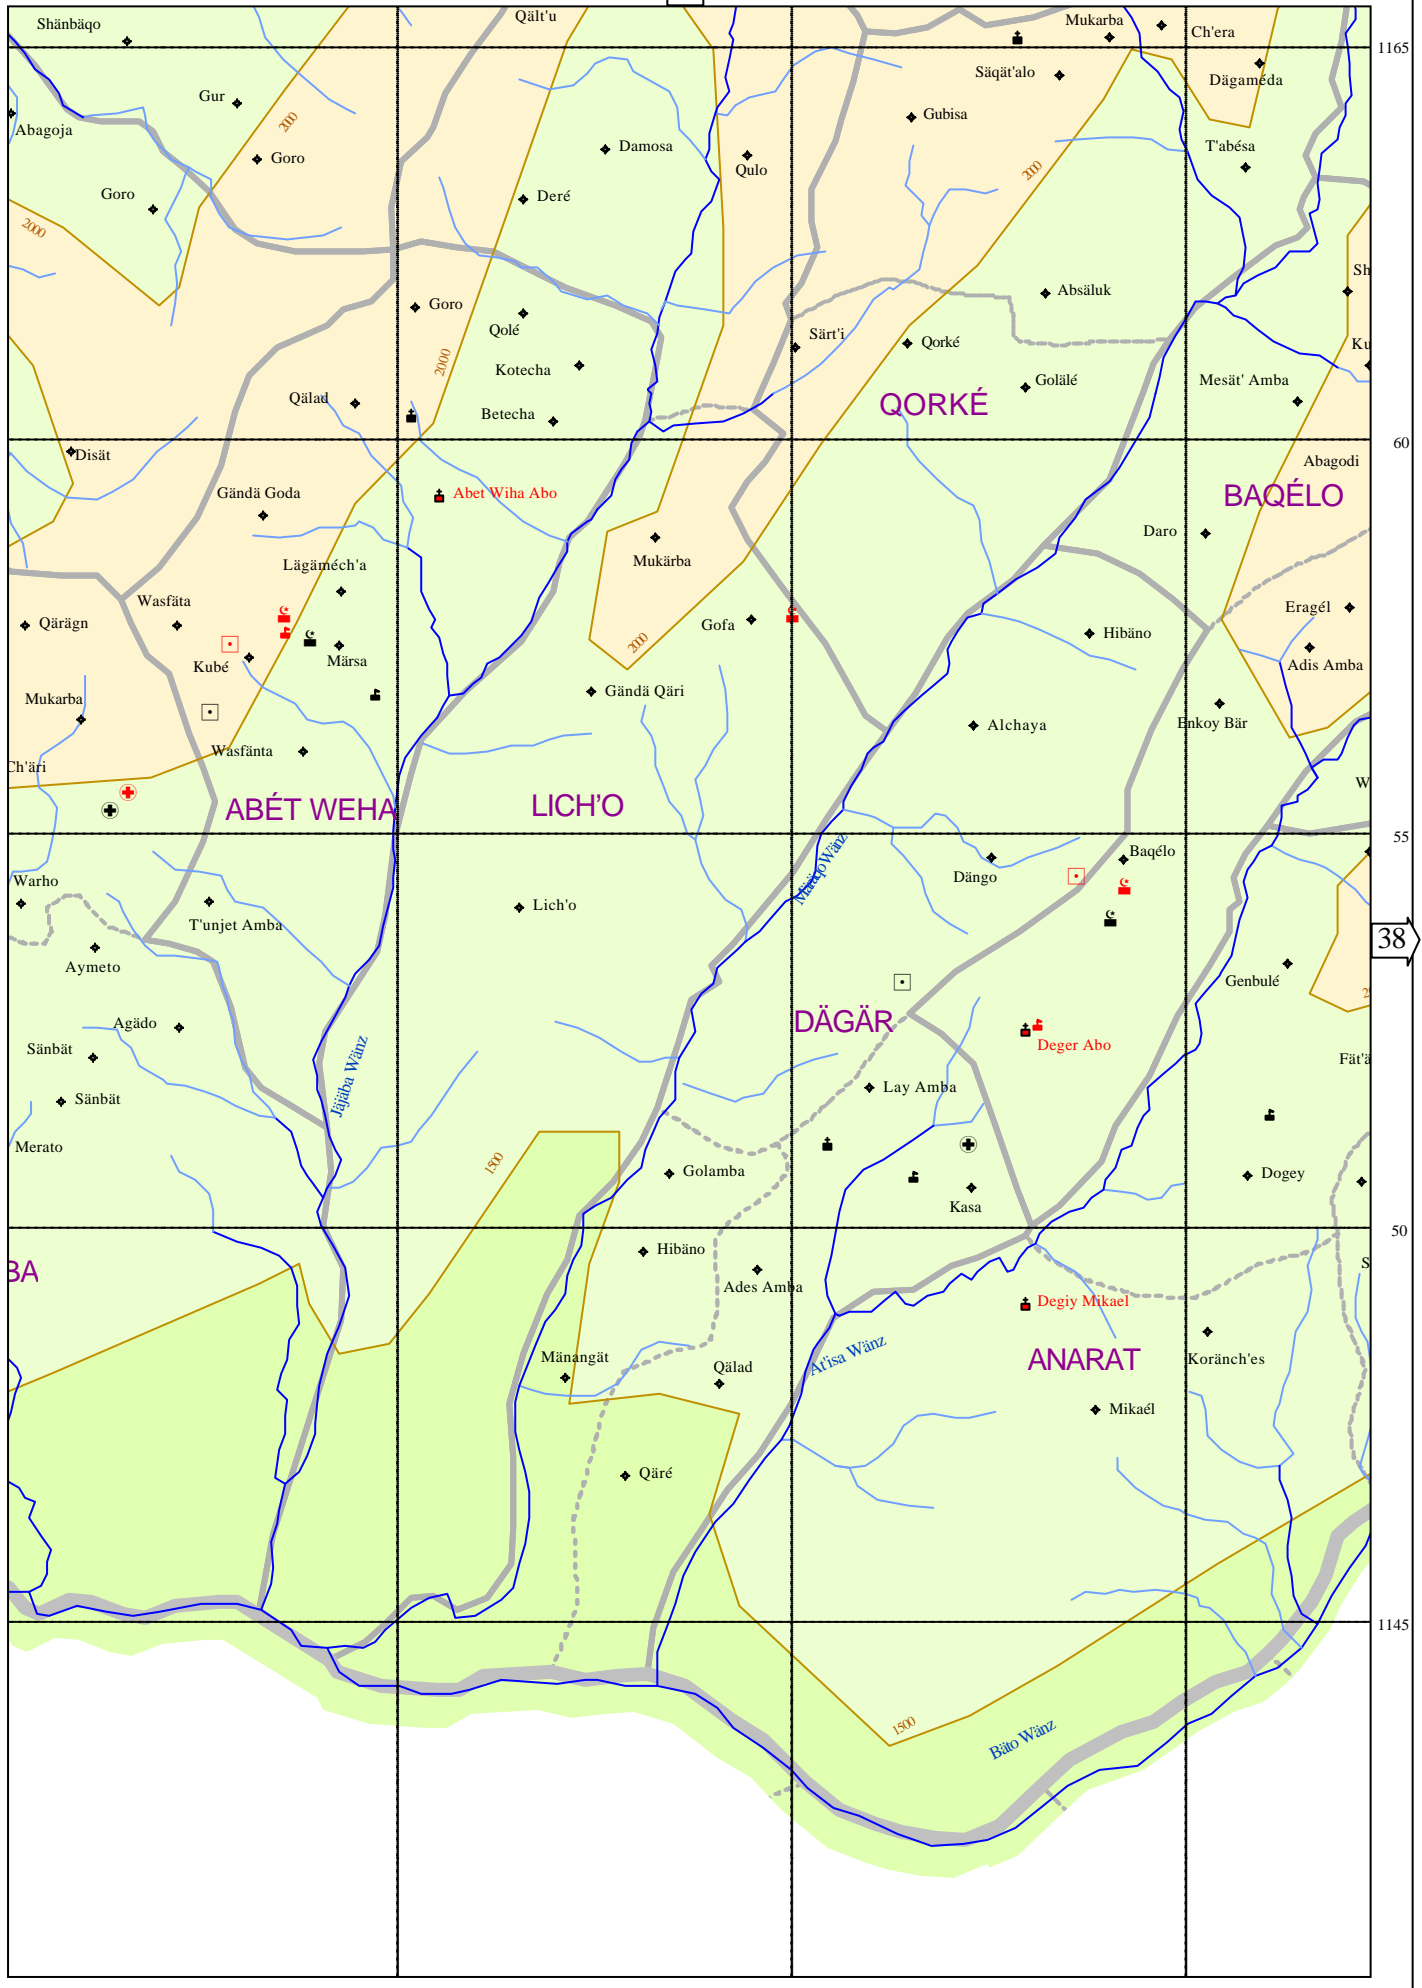 Shänbäqo
Qält'u
Mukarba
Ch'era
1165
Säqät'alo
Dägaméda
Gur
Gubisa
2000
Abagoja
Goro
Damosa
Qulo
T'abésa
2000
Goro
Deré
2000
Sh
Absäluk
Goro
Qolé
Särt'i
Qorké
Ku
2000
Kotecha
Golälé
Mesät' Amba
Qälad
QORKÉ
Betecha
60
Disät
Abagodi
Gändä Goda
Abet Wiha Abo
BAQÉLO
Daro
Mukärba
Lägäméch'a
Wasfäta
Eragél
Qärägn
Gofa
Hibäno
2000
Adis Amba
Kubé
Märsa
Mukarba
Gändä Qäri
Alchaya
Enkoy Bär
Wasfänta
Ch'äri
W
ABÉT WEHA
LICH'O
55
Baqélo
Dängo
Märäqo Wänz
Warho
Lich'o
T'unjet Amba
38
Aymeto
Genbulé
Agädo
DÄGÄR
Deger Abo
Sänbät
Fät'ä
Jäjäba Wänz
Lay Amba
Sänbät
Merato
1500
Golamba
Dogey
Kasa
50
Hibäno
S
BA
Ades Amba
Degiy Mikael
At'isa Wänz
Mänangät
Qälad
ANARAT
Koränch'es
Mikaél
Qäré
1145
1500
Bäto Wänz